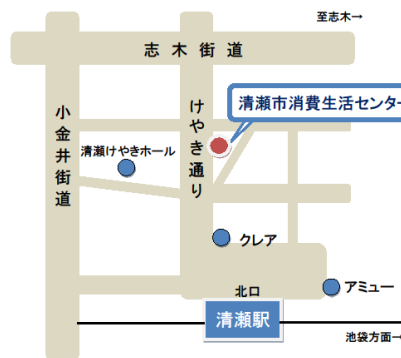 至志木→
志木街道
小金井街道
けやき通り
清瀬市消費生活センター
清瀬けやきホール
クレア
アミュー
北口
清瀬駅
池袋方面→